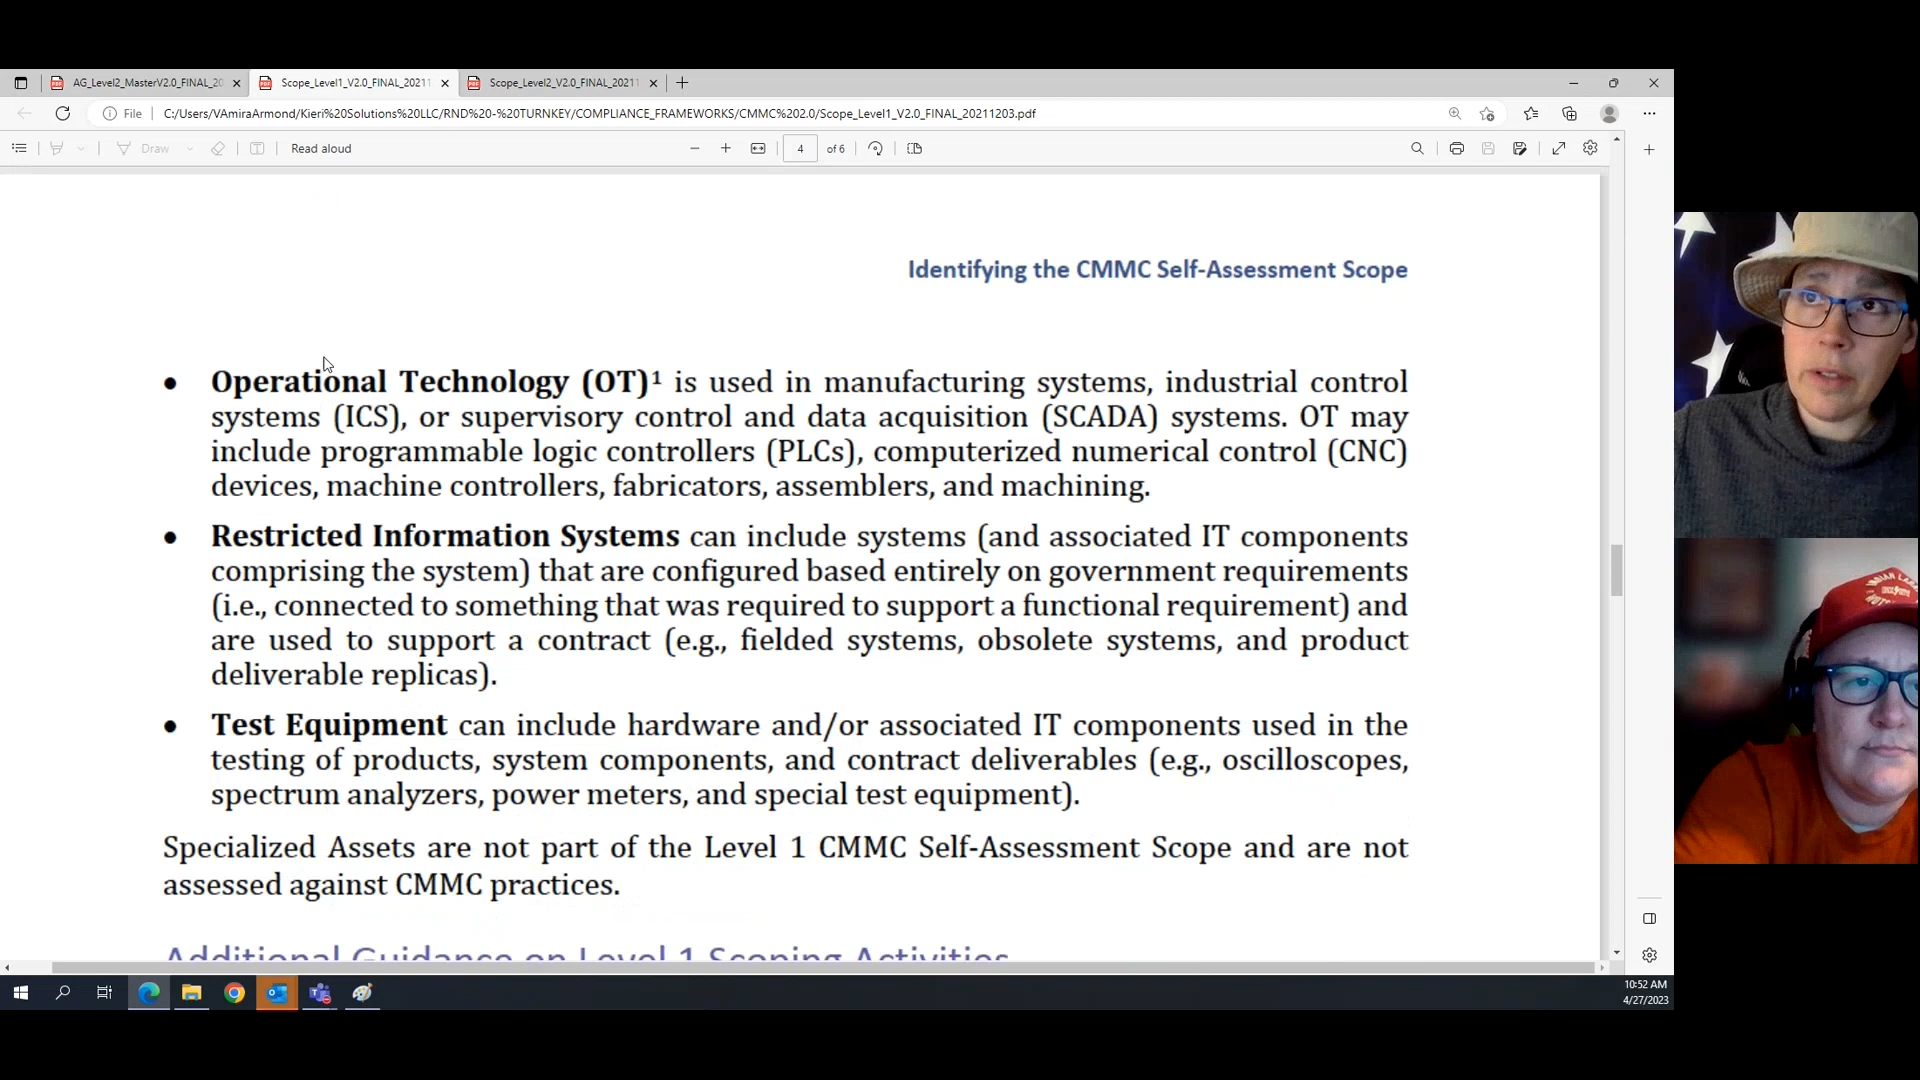 AG_Level2_MasterV2.0_FINAL_20
Scope_Level1_V2.0_FINAL_20211
Scope_Level2_V2.0_FINAL_20211
File
C:/Users/VAmiraArmond/Kieri%20Solutions%20LLC/RND%20-%20TURNKEY/COMPLIANCE_FRAMEWORKS/CMMC%202.0/Scope_Level1_V2.0_FINAL_20211203.pdf
Draw
Read aloud
4 of 6
Identifying the CMMC Self-Assessment Scope
• Operational Technology (OT)¹ is used in manufacturing systems, industrial control
systems (ICS), or supervisory control and data acquisition (SCADA) systems. OT may
include programmable logic controllers (PLCs), computerized numerical control (CNC)
devices, machine controllers, fabricators, assemblers, and machining.
• Restricted Information Systems can include systems (and associated IT components
comprising the system) that are configured based entirely on government requirements
(i.e., connected to something that was required to support a functional requirement) and
are used to support a contract (e.g., fielded systems, obsolete systems, and product
deliverable replicas).
• Test Equipment can include hardware and/or associated IT components used in the
testing of products, system components, and contract deliverables (e.g., oscilloscopes,
spectrum analyzers, power meters, and special test equipment).
Specialized Assets are not part of the Level 1 CMMC Self-Assessment Scope and are not
assessed against CMMC practices.
Additional Guidance on Level 1 Scoping Activities
10:52 AM
4/27/2023